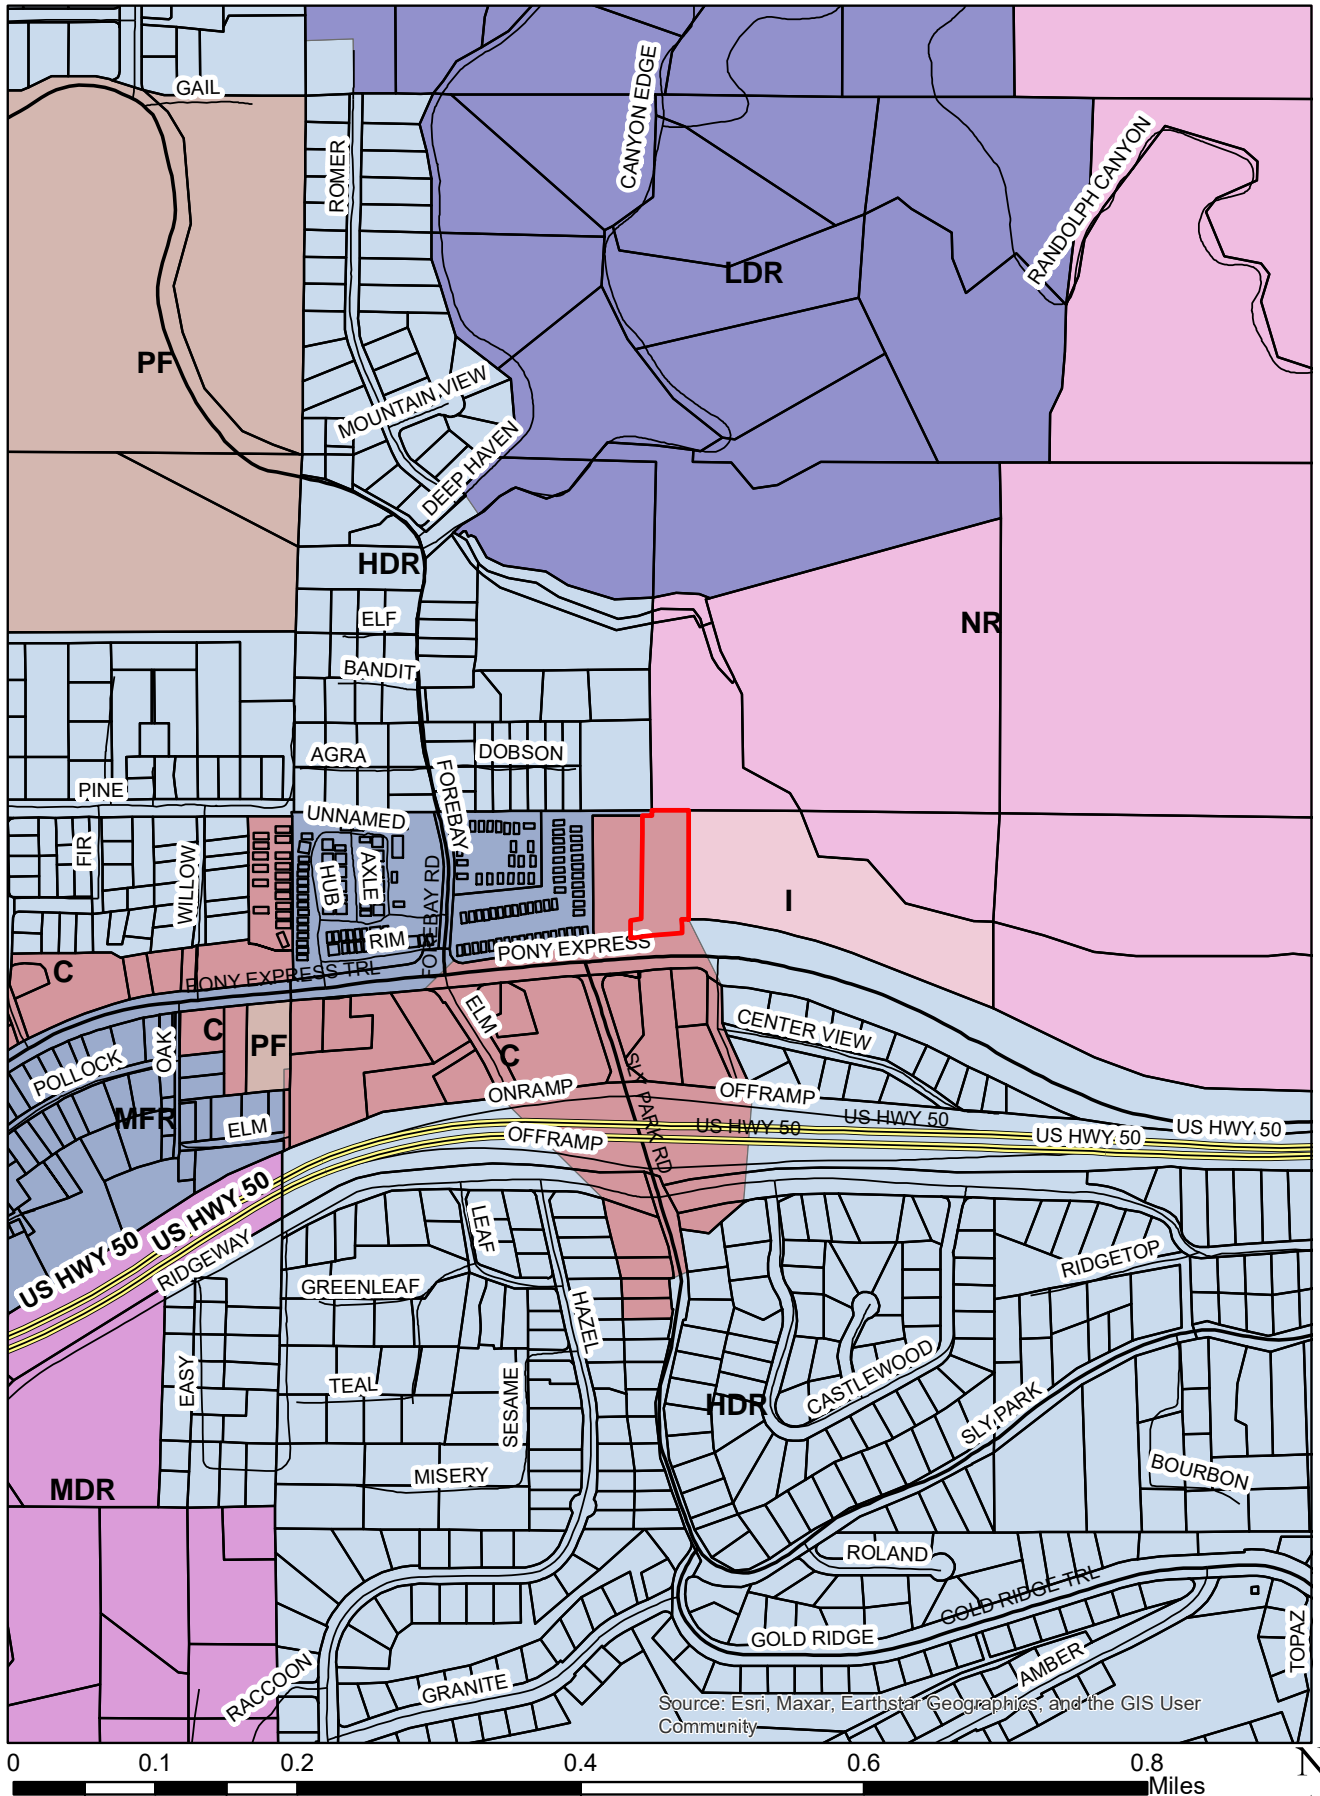 GAIL
CANYON EDGE
ROMER
RANDOLPH CANYON
LDR
PF
MOUNTAIN VIEW
DEEP HAVEN
HDR
ELF
NR
BANDIT
AGRA
DOBSON
PINE
FOREBAY
UNNAMED
FIR
WILLOW
HUB
AXLE
I
FOREBAY RD
RIM
PONY EXPRESS
C
PONY EXPRESS TRL
ELM
C
OAK
PF
C
CENTER VIEW
POLLOCK
SLY PARK RD
ONRAMP
OFFRAMP
MFR
ELM
US HWY 50
US HWY 50
US HWY 50
US HWY 50
OFFRAMP
US HWY 50
US HWY 50
RIDGEWAY
LEAF
RIDGETOP
GREENLEAF
HAZEL
EASY
TEAL
SESAME
CASTLEWOOD
HDR
SLY PARK
MISERY
BOURBON
MDR
ROLAND
GOLD RIDGE TRL
GOLD RIDGE
TOPAZ
AMBER
RACCOON
GRANITE
Source: Esri, Maxar, Earthstar Geographics, and the GIS User
Community
0 0.1 0.2 0.4 0.6 0.8
Miles
N